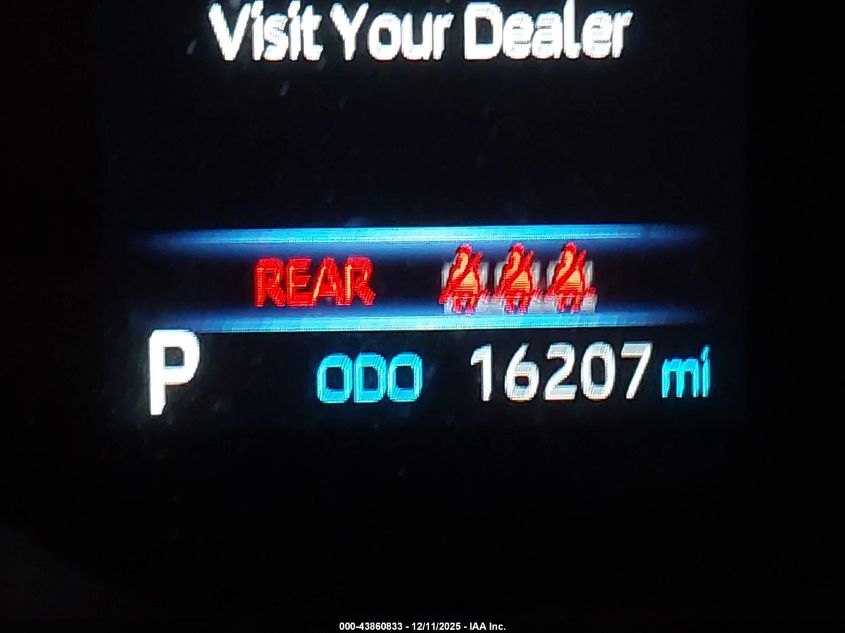 Visit Your Dealer
REAR
P ODO 16207 mi
000-43860833 - 12/11/2025 - IAA Inc.